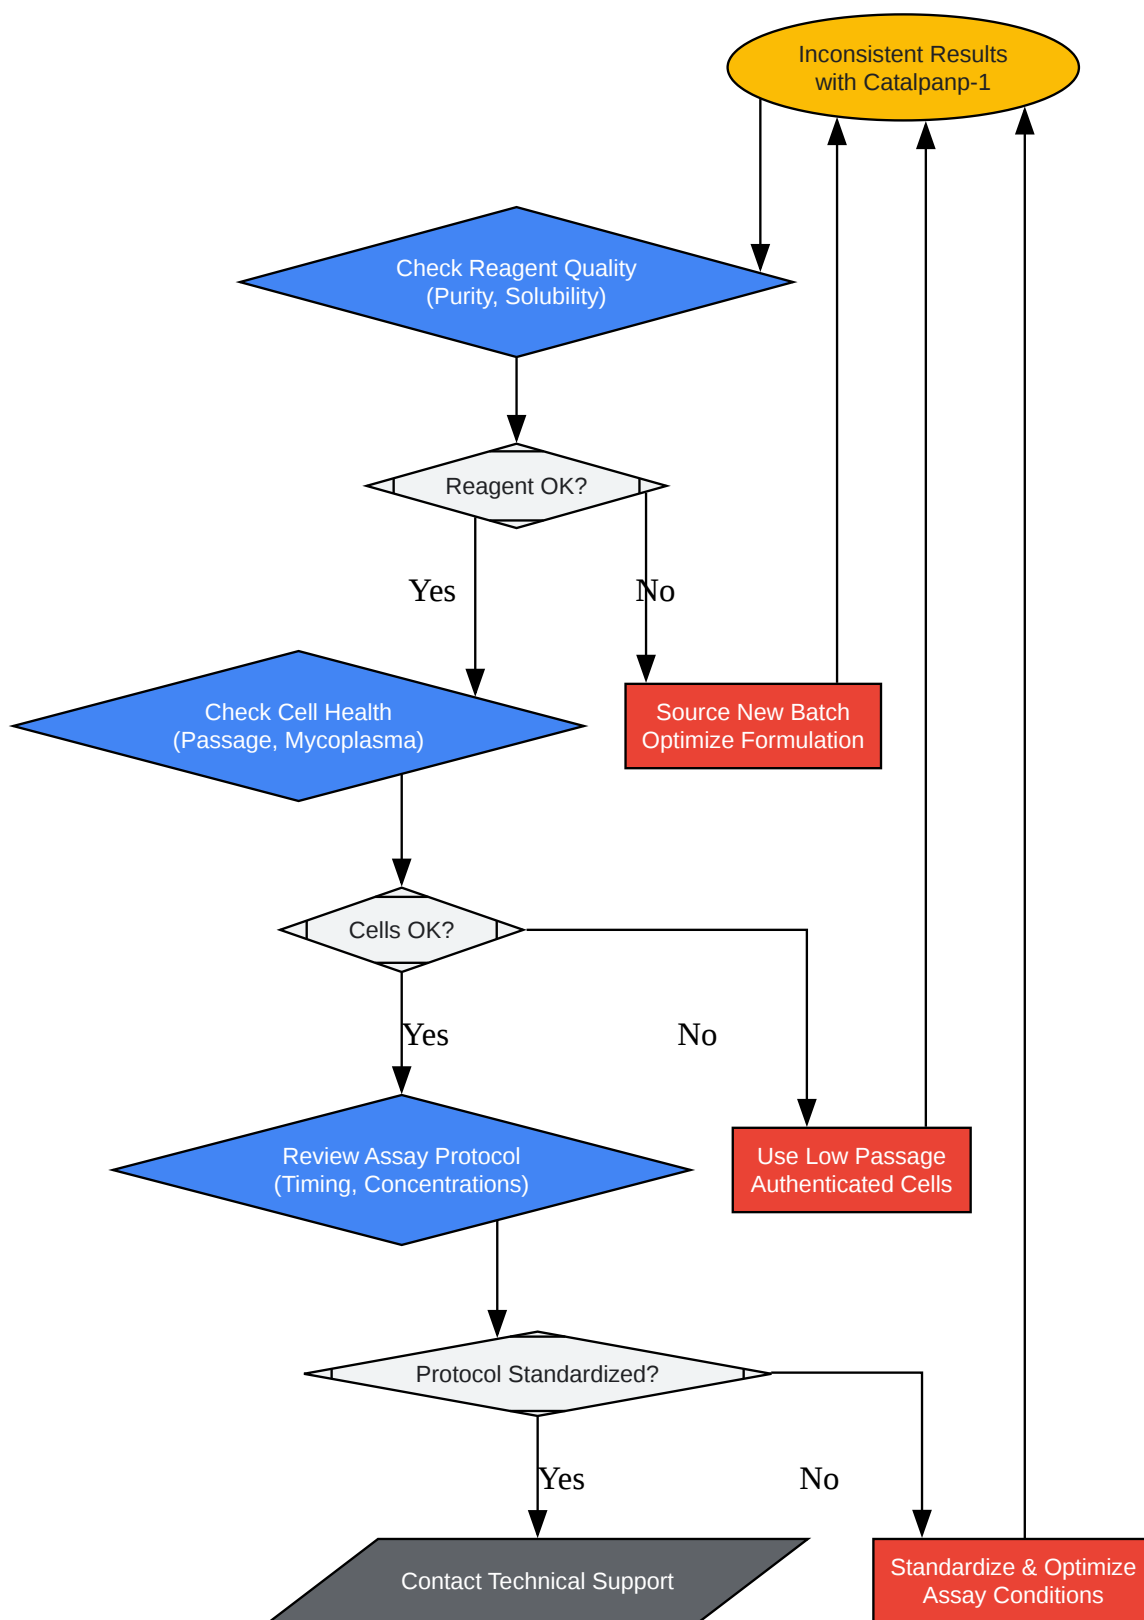 Inconsistent Results
with Catalpanp-1
Check Reagent Quality
(Purity, Solubility)
Reagent OK?
Yes
No
Check Cell Health
(Passage, Mycoplasma)
Source New Batch
Optimize Formulation
Cells OK?
Yes
No
Review Assay Protocol
(Timing, Concentrations)
Use Low Passage
Authenticated Cells
Protocol Standardized?
Yes
No
Contact Technical Support
Standardize & Optimize
Assay Conditions